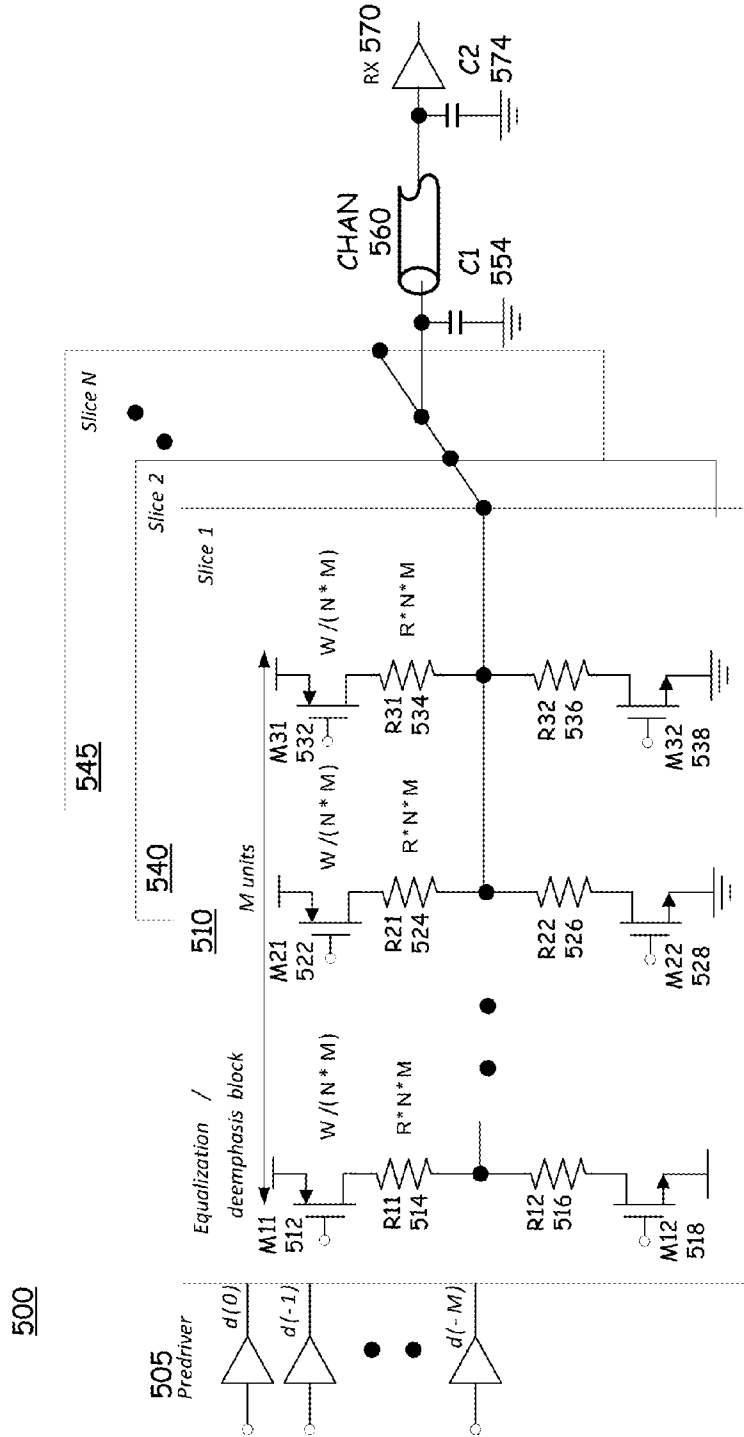 500
505
Predriver
d(0)
d(-1)
d(-M)
Equalization /
deemphasis block
510
540
545
M units
Slice 1
Slice 2
Slice N
M11
512
W/(N*M)
R11
514
R*N*M
R12
516
M12
518
M21
522
W/(N*M)
R21
524
R*N*M
R22
526
M22
528
M31
532
W/(N*M)
R31
534
R*N*M
R32
536
M32
538
CHAN
560
C1
554
RX 570
C2
574